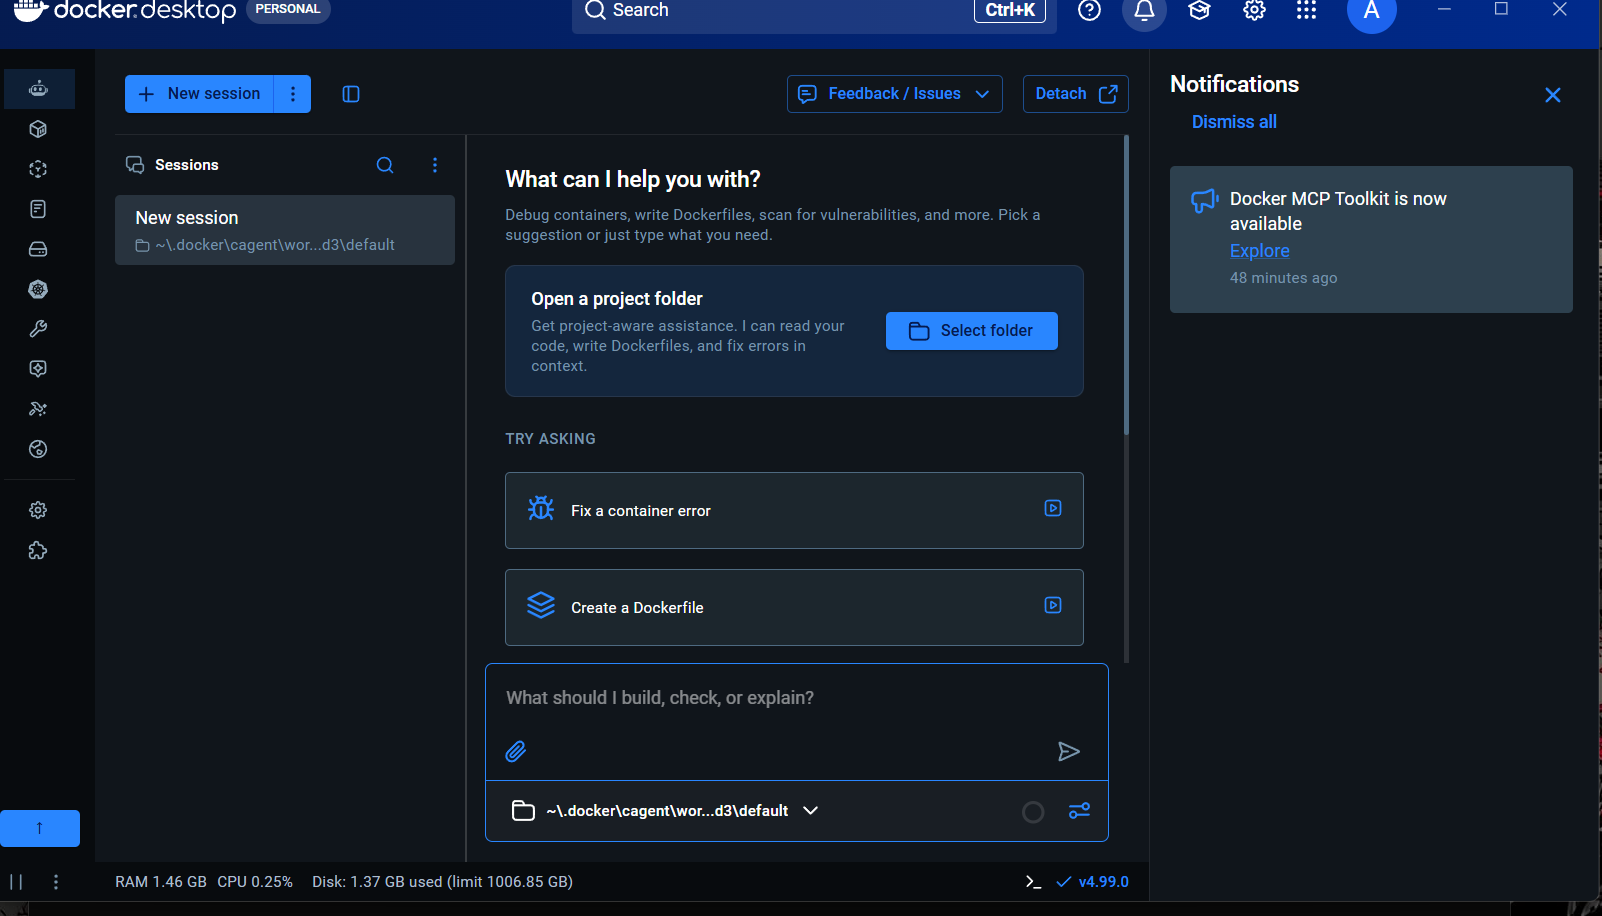 docker.desktop
PERSONAL
Search
Ctrl+K
A
New session
Feedback / Issues
Detach
Sessions
New session
~\.docker\cagent\wor...d3\default
What can I help you with?
Debug containers, write Dockerfiles, scan for vulnerabilities, and more. Pick a
suggestion or just type what you need.
Open a project folder
Get project-aware assistance. I can read your
code, write Dockerfiles, and fix errors in
context.
Select folder
TRY ASKING
Fix a container error
Create a Dockerfile
What should I build, check, or explain?
~\.docker\cagent\wor...d3\default
Notifications
Dismiss all
Docker MCP Toolkit is now
available
Explore
48 minutes ago
RAM 1.46 GB CPU 0.25% Disk: 1.37 GB used (limit 1006.85 GB)
v4.99.0